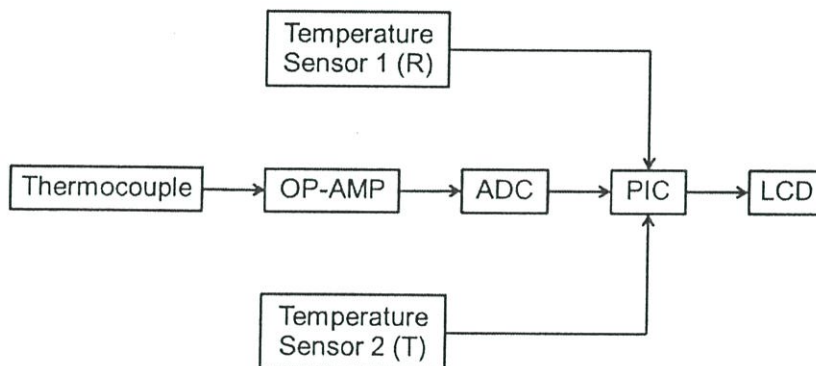 Temperature
Sensor 1 (R)
Thermocouple
OP-AMP
ADC
PIC
LCD
Temperature
Sensor 2 (T)